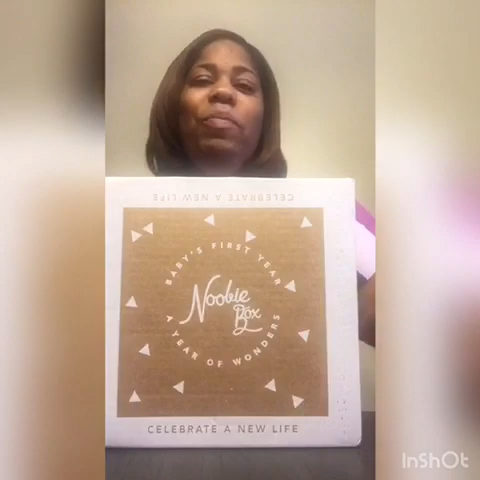 CELEBRATE A NEW LIFE
BABY'S FIRST YEAR
Noobie
Box
A YEAR OF WONDERS
CELEBRATE A NEW LIFE
InShOt